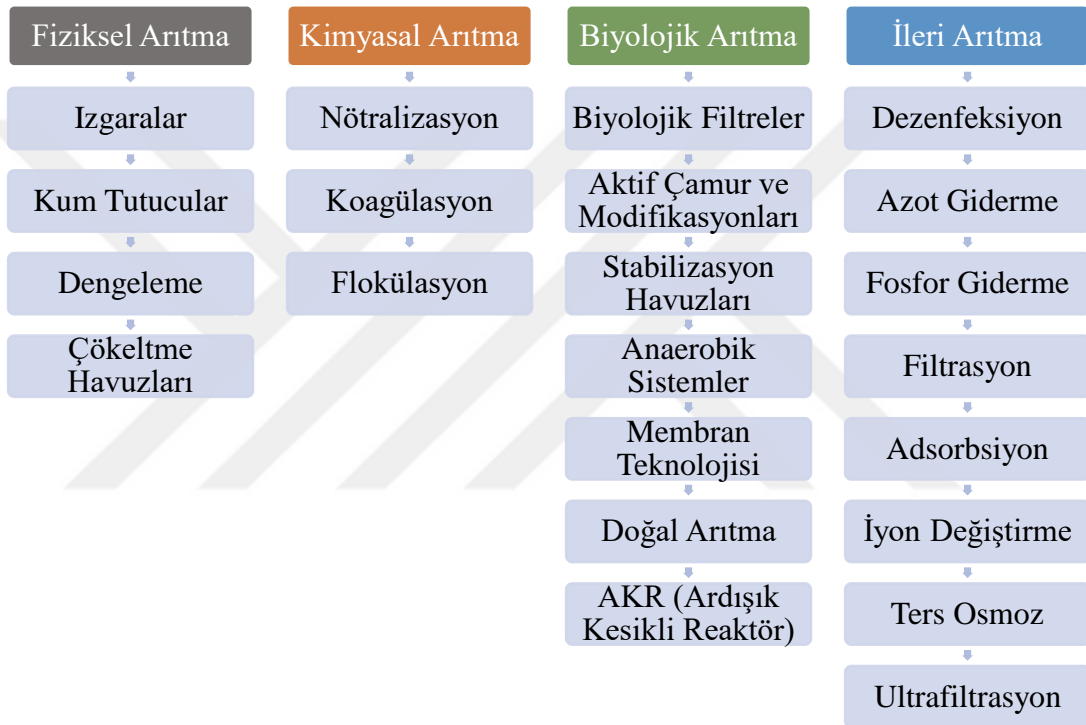 Fiziksel Arıtma
Izgaralar
Kum Tutucular
Dengeleme
Çökeltme
Havuzları
Kimyasal Arıtma
Nötralizasyon
Koagülasyon
Flokülasyon
Biyolojik Arıtma
Biyolojik Filtreler
Aktif Çamur ve
Modifikasyonları
Stabilizasyon
Havuzları
Anaerobik
Sistemler
Membran
Teknolojisi
Doğal Arıtma
AKR (Ardışık
Kesikli Reaktör)
İleri Arıtma
Dezenfeksiyon
Azot Giderme
Fosfor Giderme
Filtrasyon
Adsorbsiyon
İyon Değiştirme
Ters Osmoz
Ultrafiltrasyon